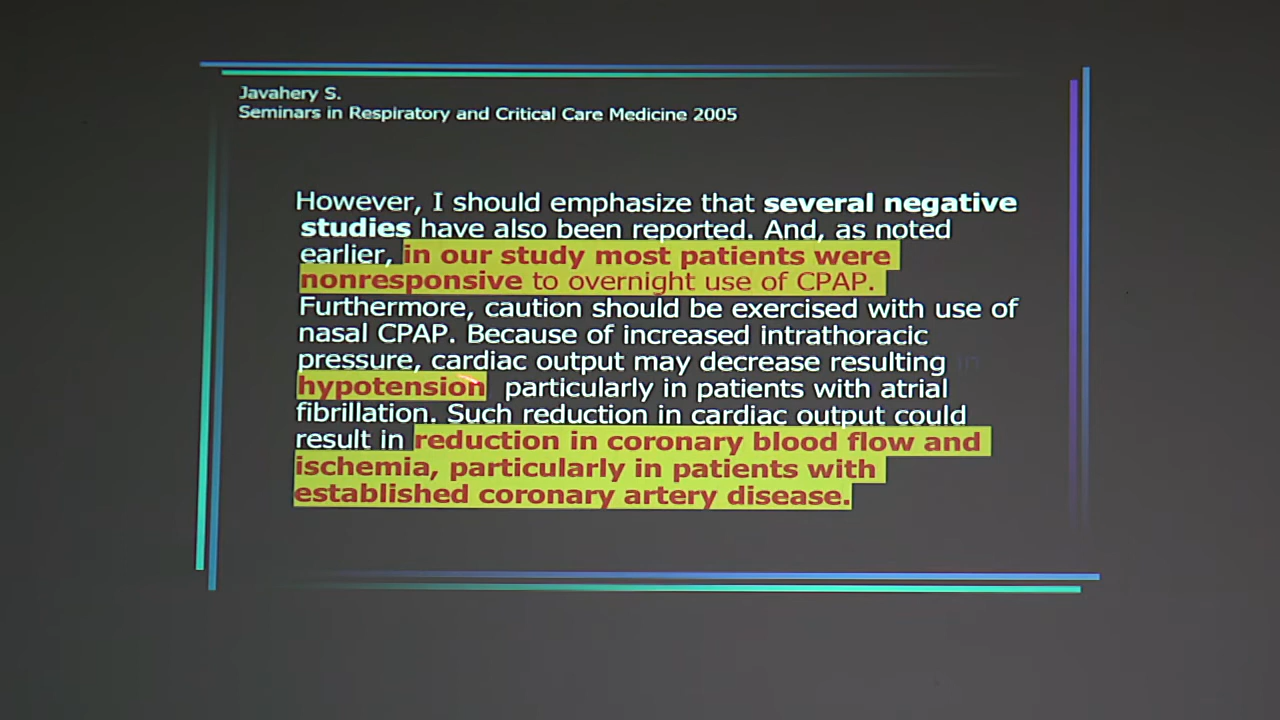 Javahery S.
Seminars in Respiratory and Critical Care Medicine 2005
However, I should emphasize that several negative
studies have also been reported. And, as noted
earlier, in our study most patients were
nonresponsive to overnight use of CPAP.
Furthermore, caution should be exercised with use of
nasal CPAP. Because of increased intrathoracic
pressure, cardiac output may decrease resulting in
hypotension particularly in patients with atrial
fibrillation. Such reduction in cardiac output could
result in reduction in coronary blood flow and
ischemia, particularly in patients with
established coronary artery disease.